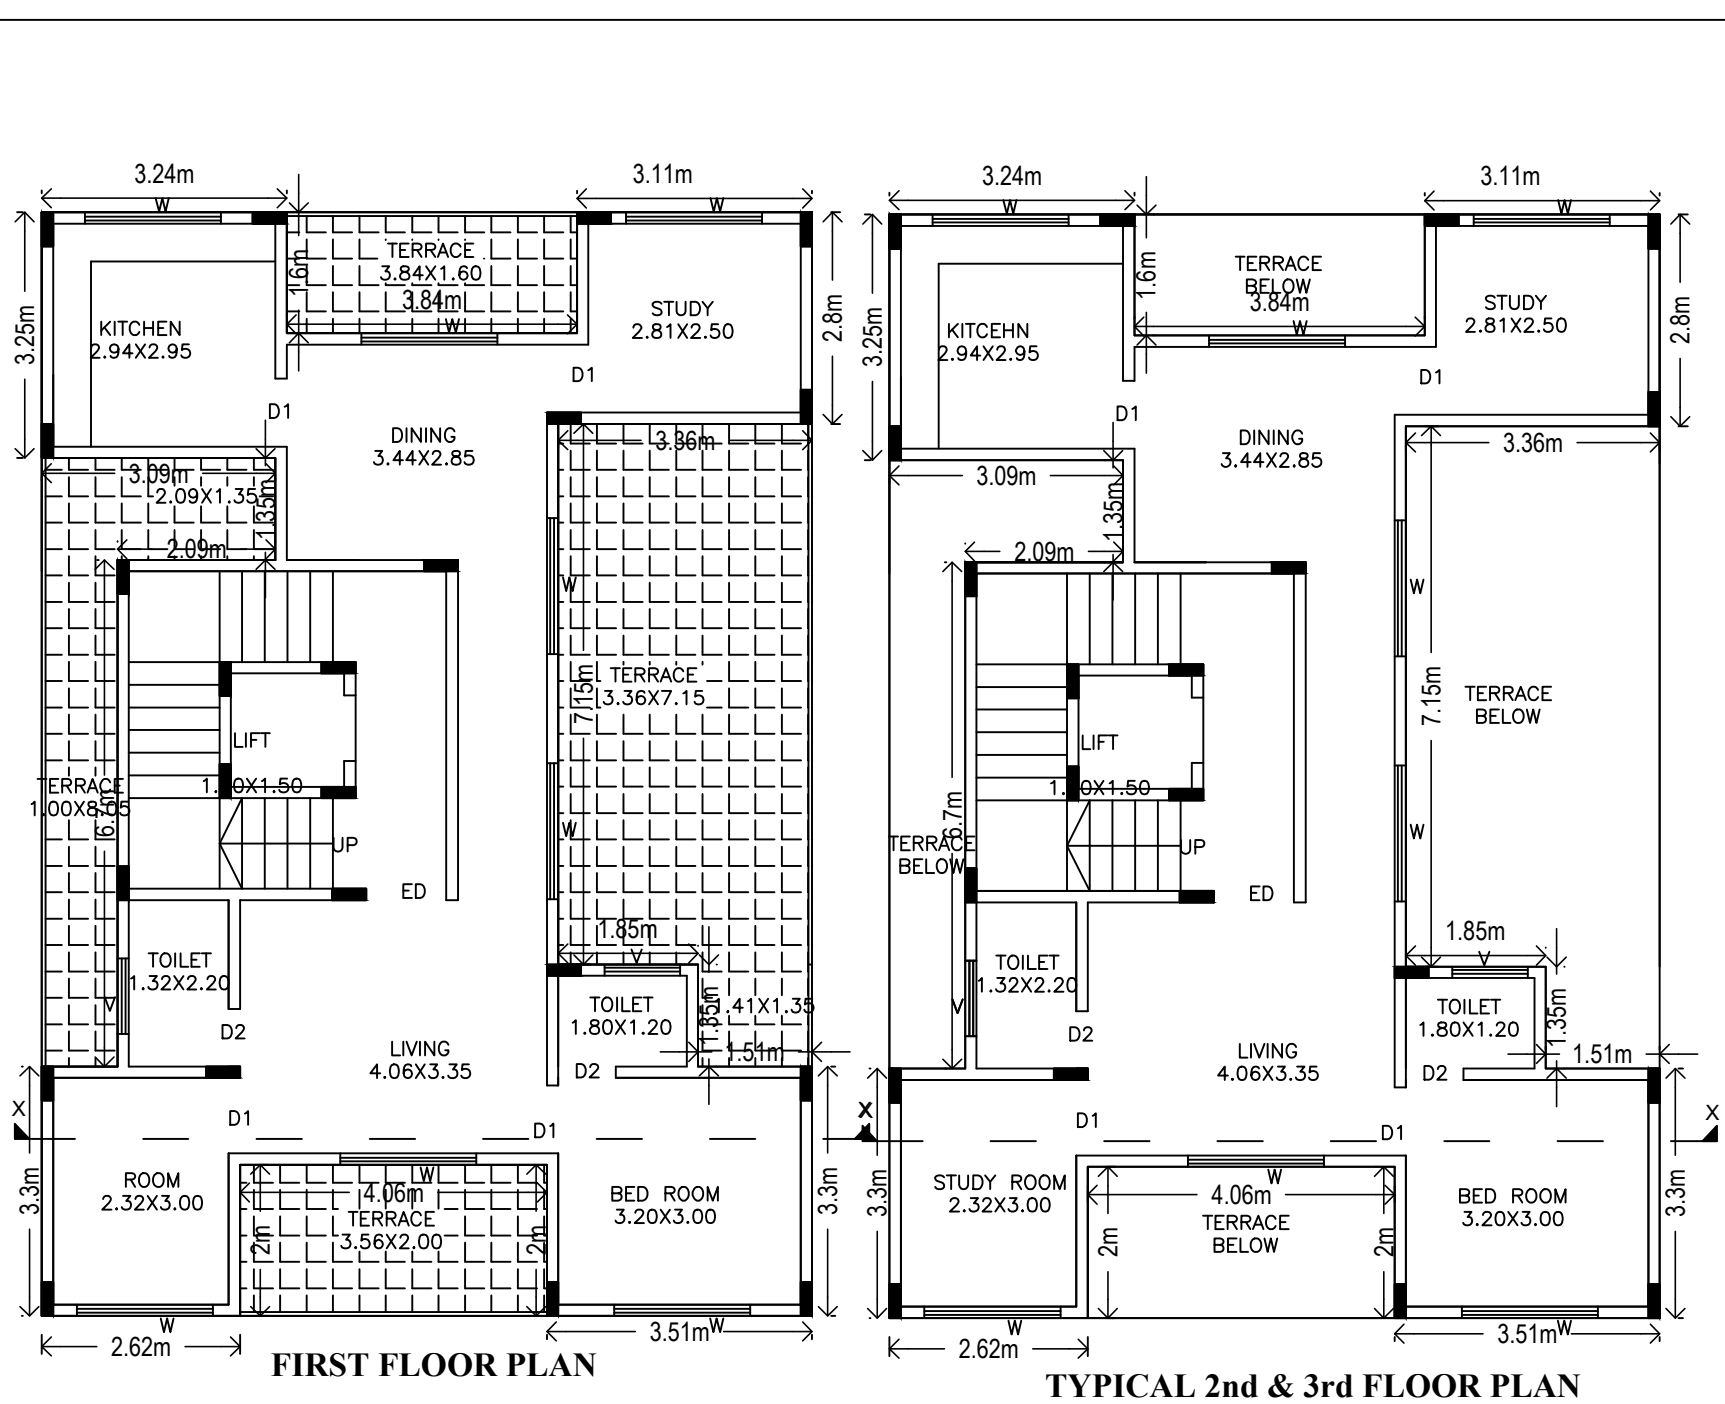 3.24m
3.11m
W
W
TERRACE
3.84X1.60
1.6m
3.84m
W
3.25m
KITCHEN
2.94X2.95
STUDY
2.81X2.50
2.8m
D1
D1
DINING
3.44X2.85
3.36m
3.09m
2.09X1.35
1.35m
2.09m
W
TERRACE
3.36X7.15
7.15m
LIFT
TERRACE
6.7m
W
UP
ED
1.85m
V
TOILET
1.32X2.20
V
TOILET
1.80X1.20
1.35m
1.41X1.35
D2
LIVING
4.06X3.35
1.51m
D2
X
D1
D1
X
ROOM
2.32X3.00
W
4.06m
TERRACE
3.56X2.00
2m
2m
BED ROOM
3.20X3.00
3.3m
3.3m
W
W
2.62m
3.51m
FIRST FLOOR PLAN
3.24m
3.11m
W
W
TERRACE
BELOW
1.6m
3.84m
W
3.25m
KITCEHN
2.94X2.95
STUDY
2.81X2.50
2.8m
D1
D1
DINING
3.44X2.85
3.36m
3.09m
1.35m
2.09m
W
TERRACE
BELOW
7.15m
LIFT
6.7m
W
TERRACE
BELOW
UP
ED
1.85m
V
TOILET
1.32X2.20
V
TOILET
1.80X1.20
1.35m
D2
LIVING
4.06X3.35
1.51m
D2
X
D1
D1
X
STUDY ROOM
2.32X3.00
W
4.06m
TERRACE
BELOW
2m
2m
BED ROOM
3.20X3.00
3.3m
3.3m
W
W
2.62m
3.51m
TYPICAL 2nd & 3rd FLOOR PLAN